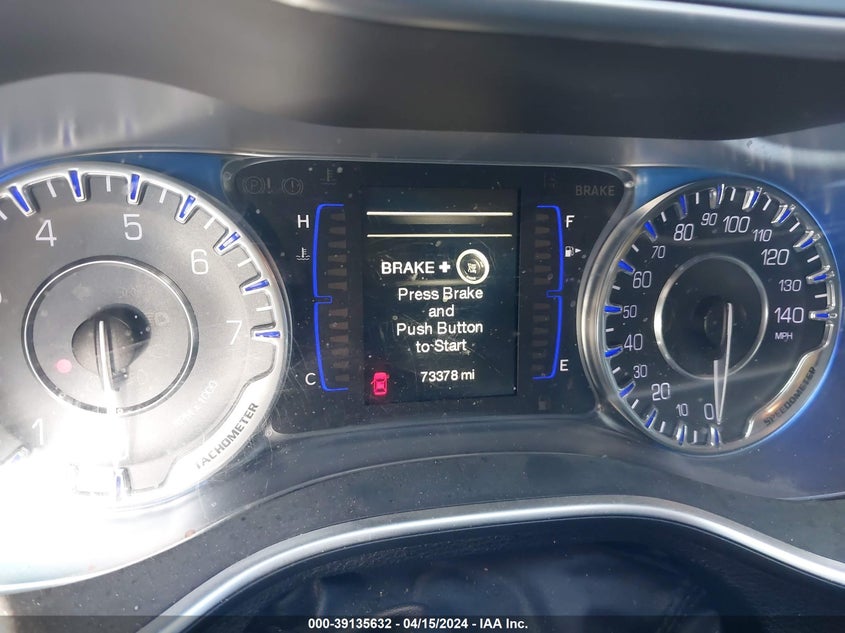 4
5
6
7
1
x1000
TACHOMETER
H
C
BRAKE +
Press Brake
and
Push Button
to Start
73378 mi
BRAKE
F
E
0
10
20
30
40
50
60
70
80
90
100
110
120
130
140
MPH
SPEEDOMETER
000-39135632 - 04/15/2024 - IAA Inc.